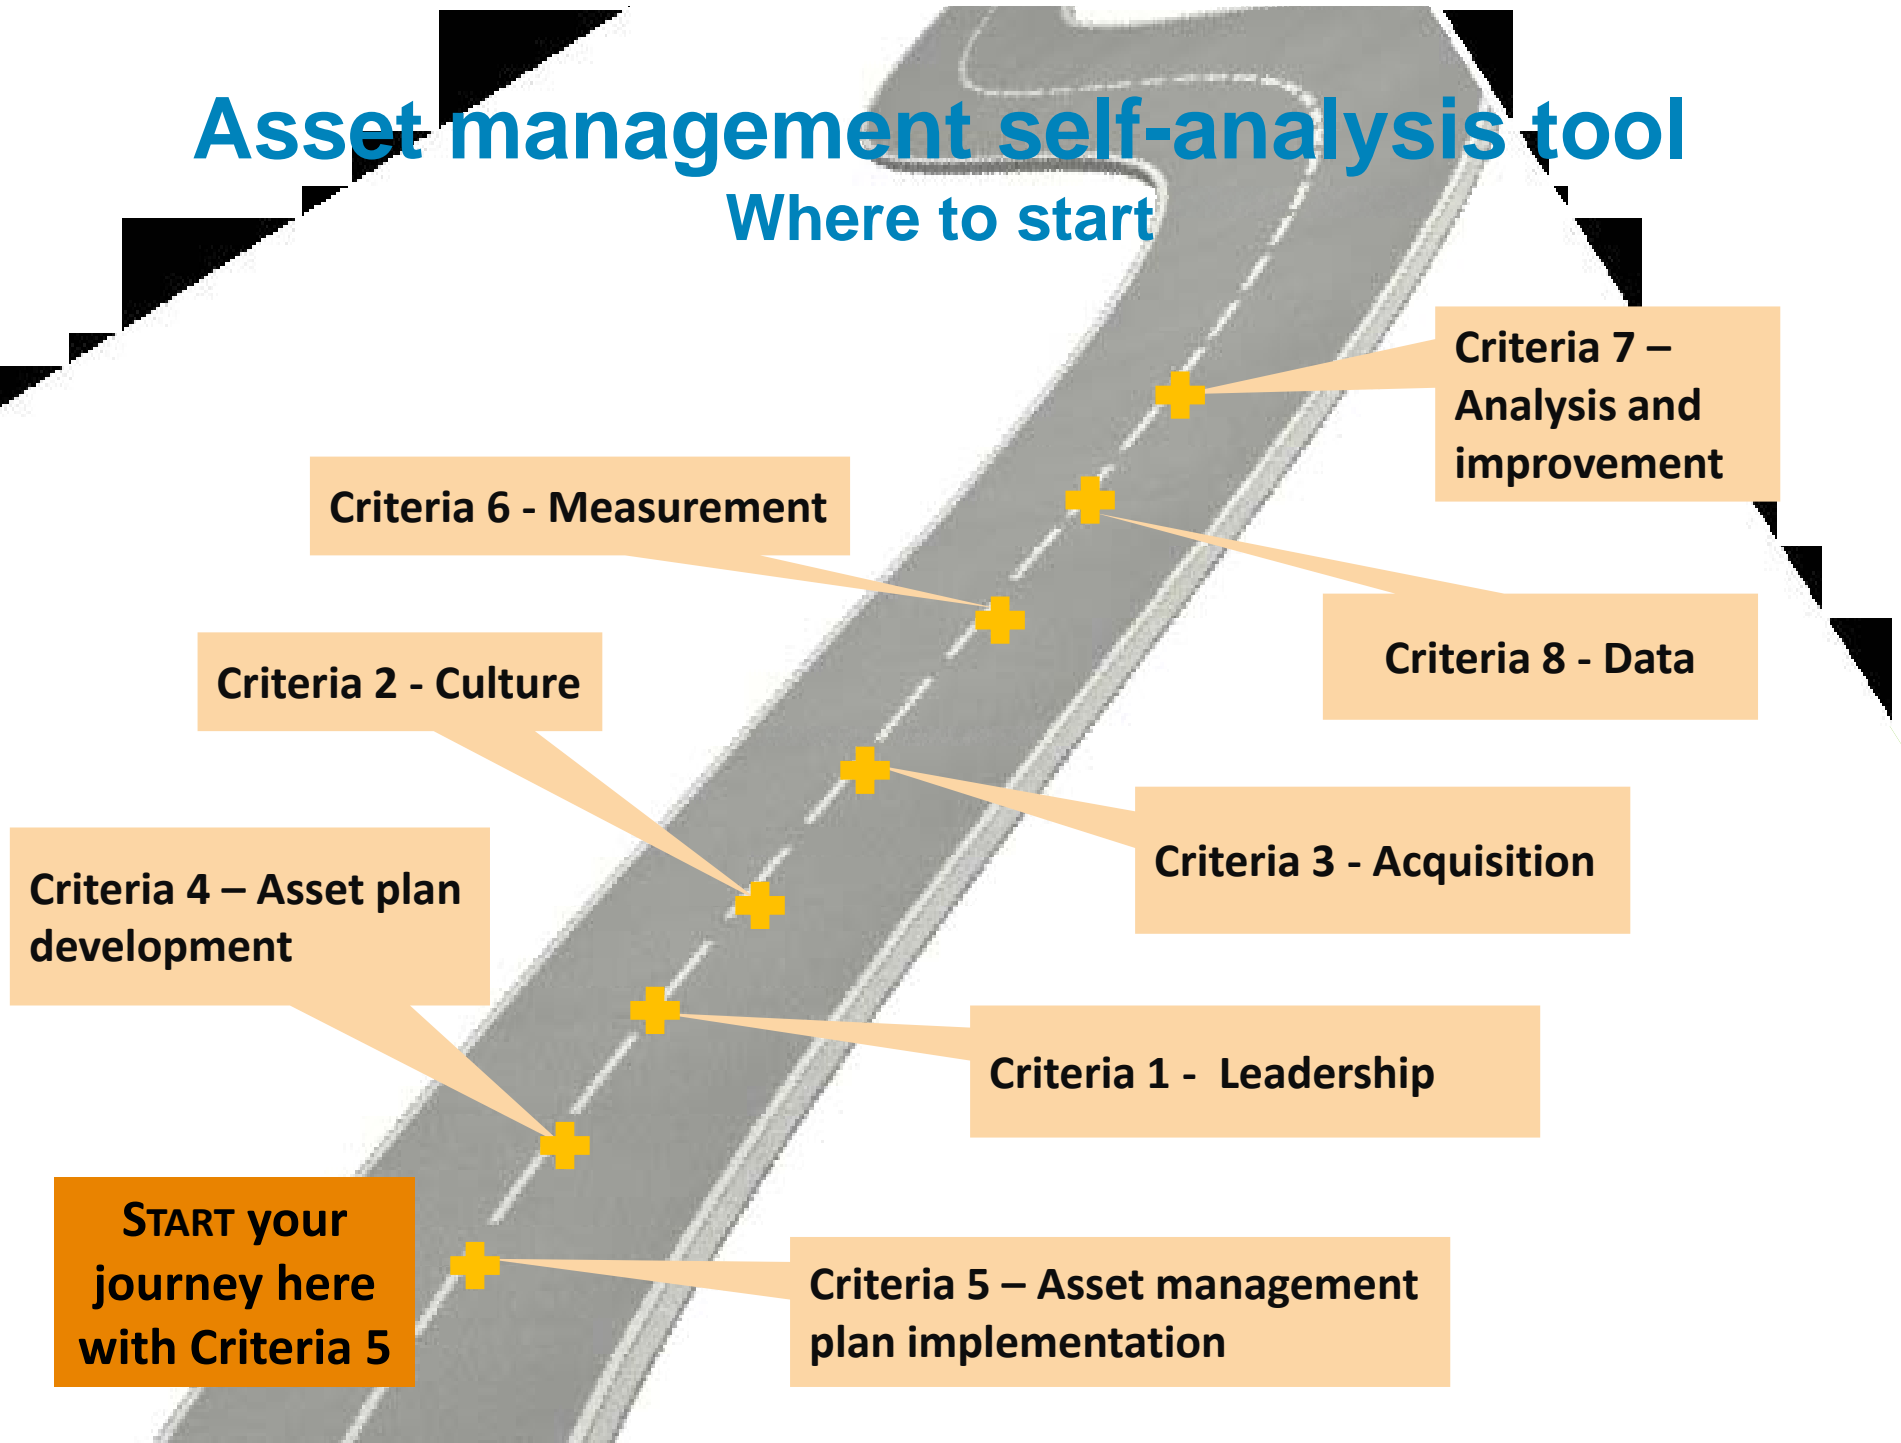 Asset management self-analysis tool
Where to start
Criteria 7 –
Analysis and
improvement
Criteria 6 - Measurement
Criteria 8 - Data
Criteria 2 - Culture
Criteria 3 - Acquisition
Criteria 4 – Asset plan
development
Criteria 1 - Leadership
START your
journey here
with Criteria 5
Criteria 5 – Asset management
plan implementation